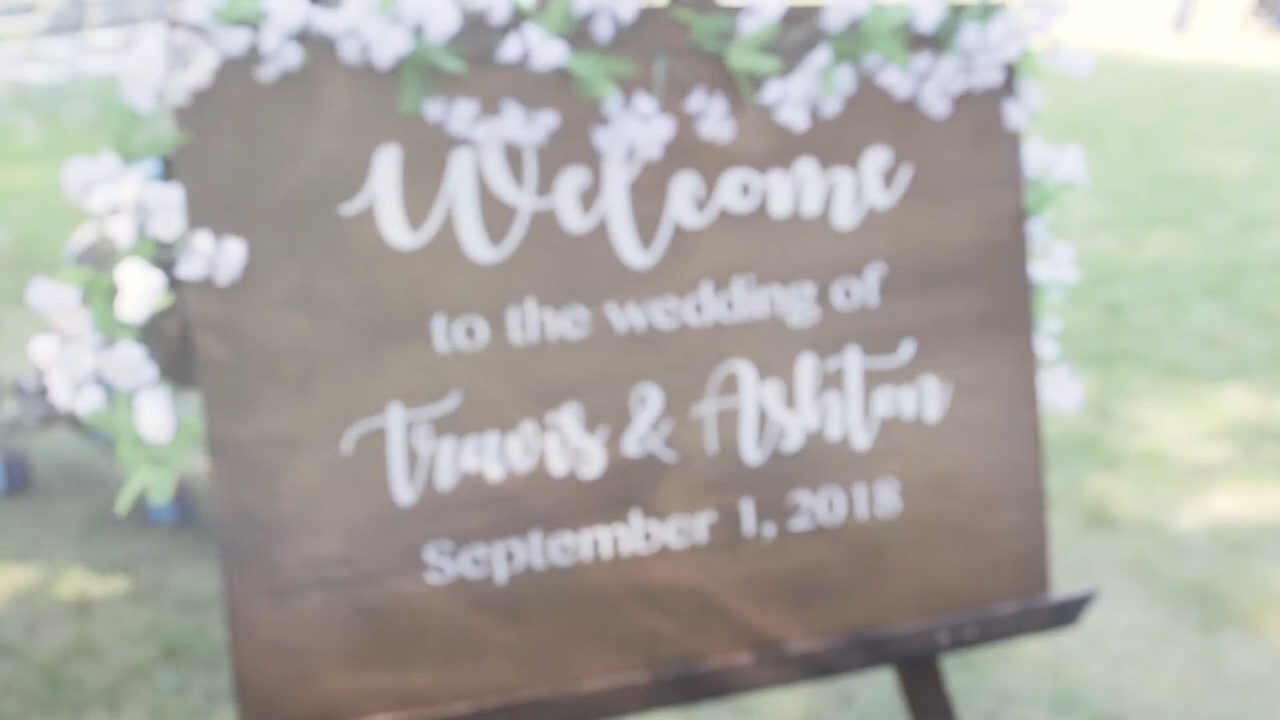 Welcome
to the wedding of
Travis & Ashton
September 1, 2018